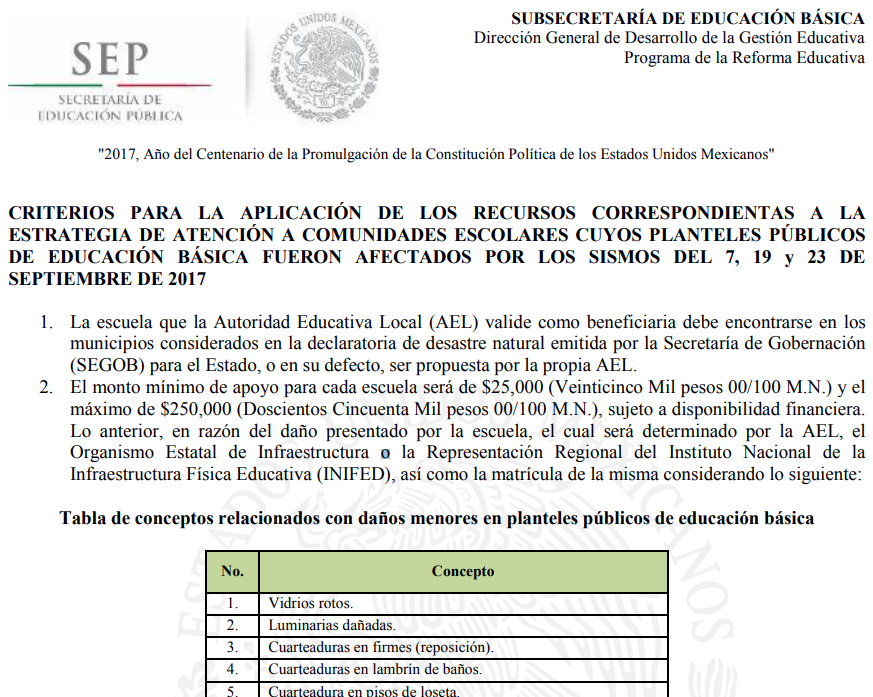 SUBSECRETARÍA DE EDUCACIÓN BÁSICA
Dirección General de Desarrollo de la Gestión Educativa
Programa de la Reforma Educativa
SEP
SECRETARÍA DE
EDUCACIÓN PÚBLICA
ESTADOS UNIDOS MEXICANOS
"2017, Año del Centenario de la Promulgación de la Constitución Política de los Estados Unidos Mexicanos"
CRITERIOS PARA LA APLICACIÓN DE LOS RECURSOS CORRESPONDIENTAS A LA
ESTRATEGIA DE ATENCIÓN A COMUNIDADES ESCOLARES CUYOS PLANTELES PÚBLICOS
DE EDUCACIÓN BÁSICA FUERON AFECTADOS POR LOS SISMOS DEL 7, 19 y 23 DE
SEPTIEMBRE DE 2017
1. La escuela que la Autoridad Educativa Local (AEL) valide como beneficiaria debe encontrarse en los
municipios considerados en la declaratoria de desastre natural emitida por la Secretaría de Gobernación
(SEGOB) para el Estado, o en su defecto, ser propuesta por la propia AEL.
2. El monto mínimo de apoyo para cada escuela será de $25,000 (Veinticinco Mil pesos 00/100 M.N.) y el
máximo de $250,000 (Doscientos Cincuenta Mil pesos 00/100 M.N.), sujeto a disponibilidad financiera.
Lo anterior, en razón del daño presentado por la escuela, el cual será determinado por la AEL, el
Organismo Estatal de Infraestructura o la Representación Regional del Instituto Nacional de la
Infraestructura Física Educativa (INIFED), así como la matrícula de la misma considerando lo siguiente:
Tabla de conceptos relacionados con daños menores en planteles públicos de educación básica
No. Concepto
1. Vidrios rotos.
2. Luminarias dañadas.
3. Cuarteaduras en firmes (reposición).
4. Cuarteaduras en lambrín de baños.
5. Cuarteadura en pisos de loseta.
ESTADOS UNIDOS MEXICANOS